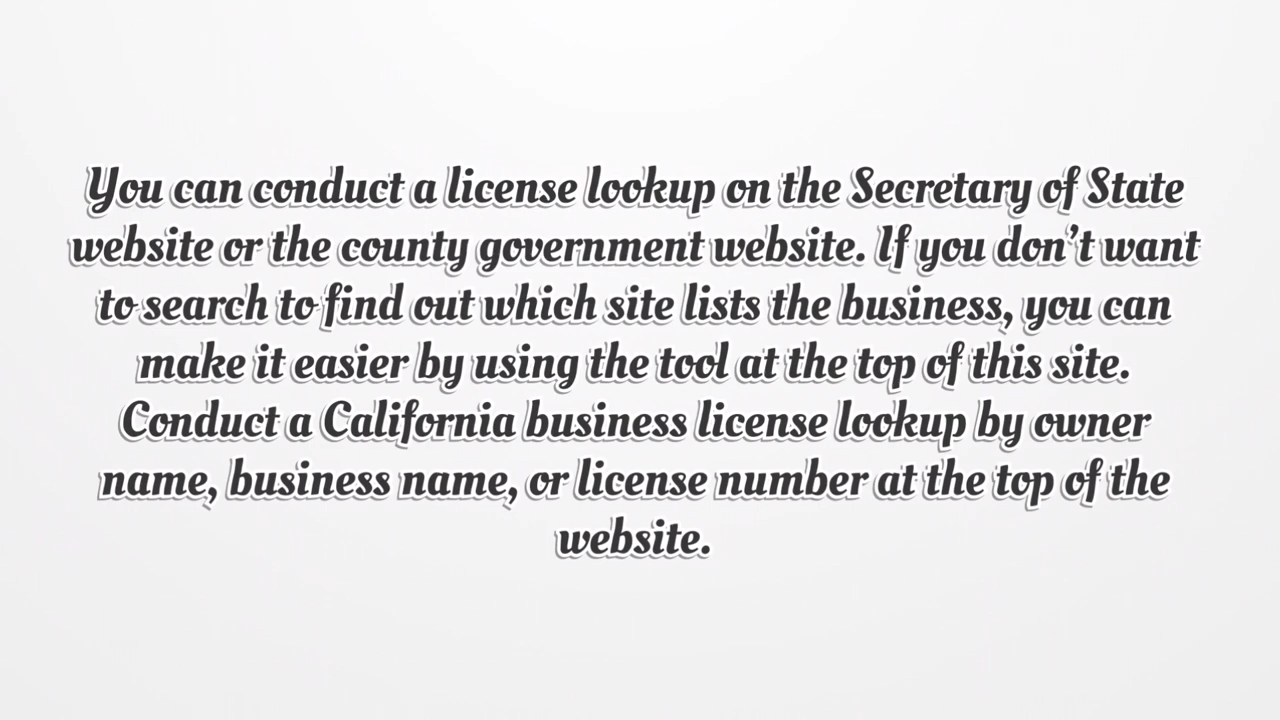 You can conduct a license lookup on the Secretary of State
website or the county government website. If you don’t want
to search to find out which site lists the business, you can
make it easier by using the tool at the top of this site.
Conduct a California business license lookup by owner
name, business name, or license number at the top of the
website.